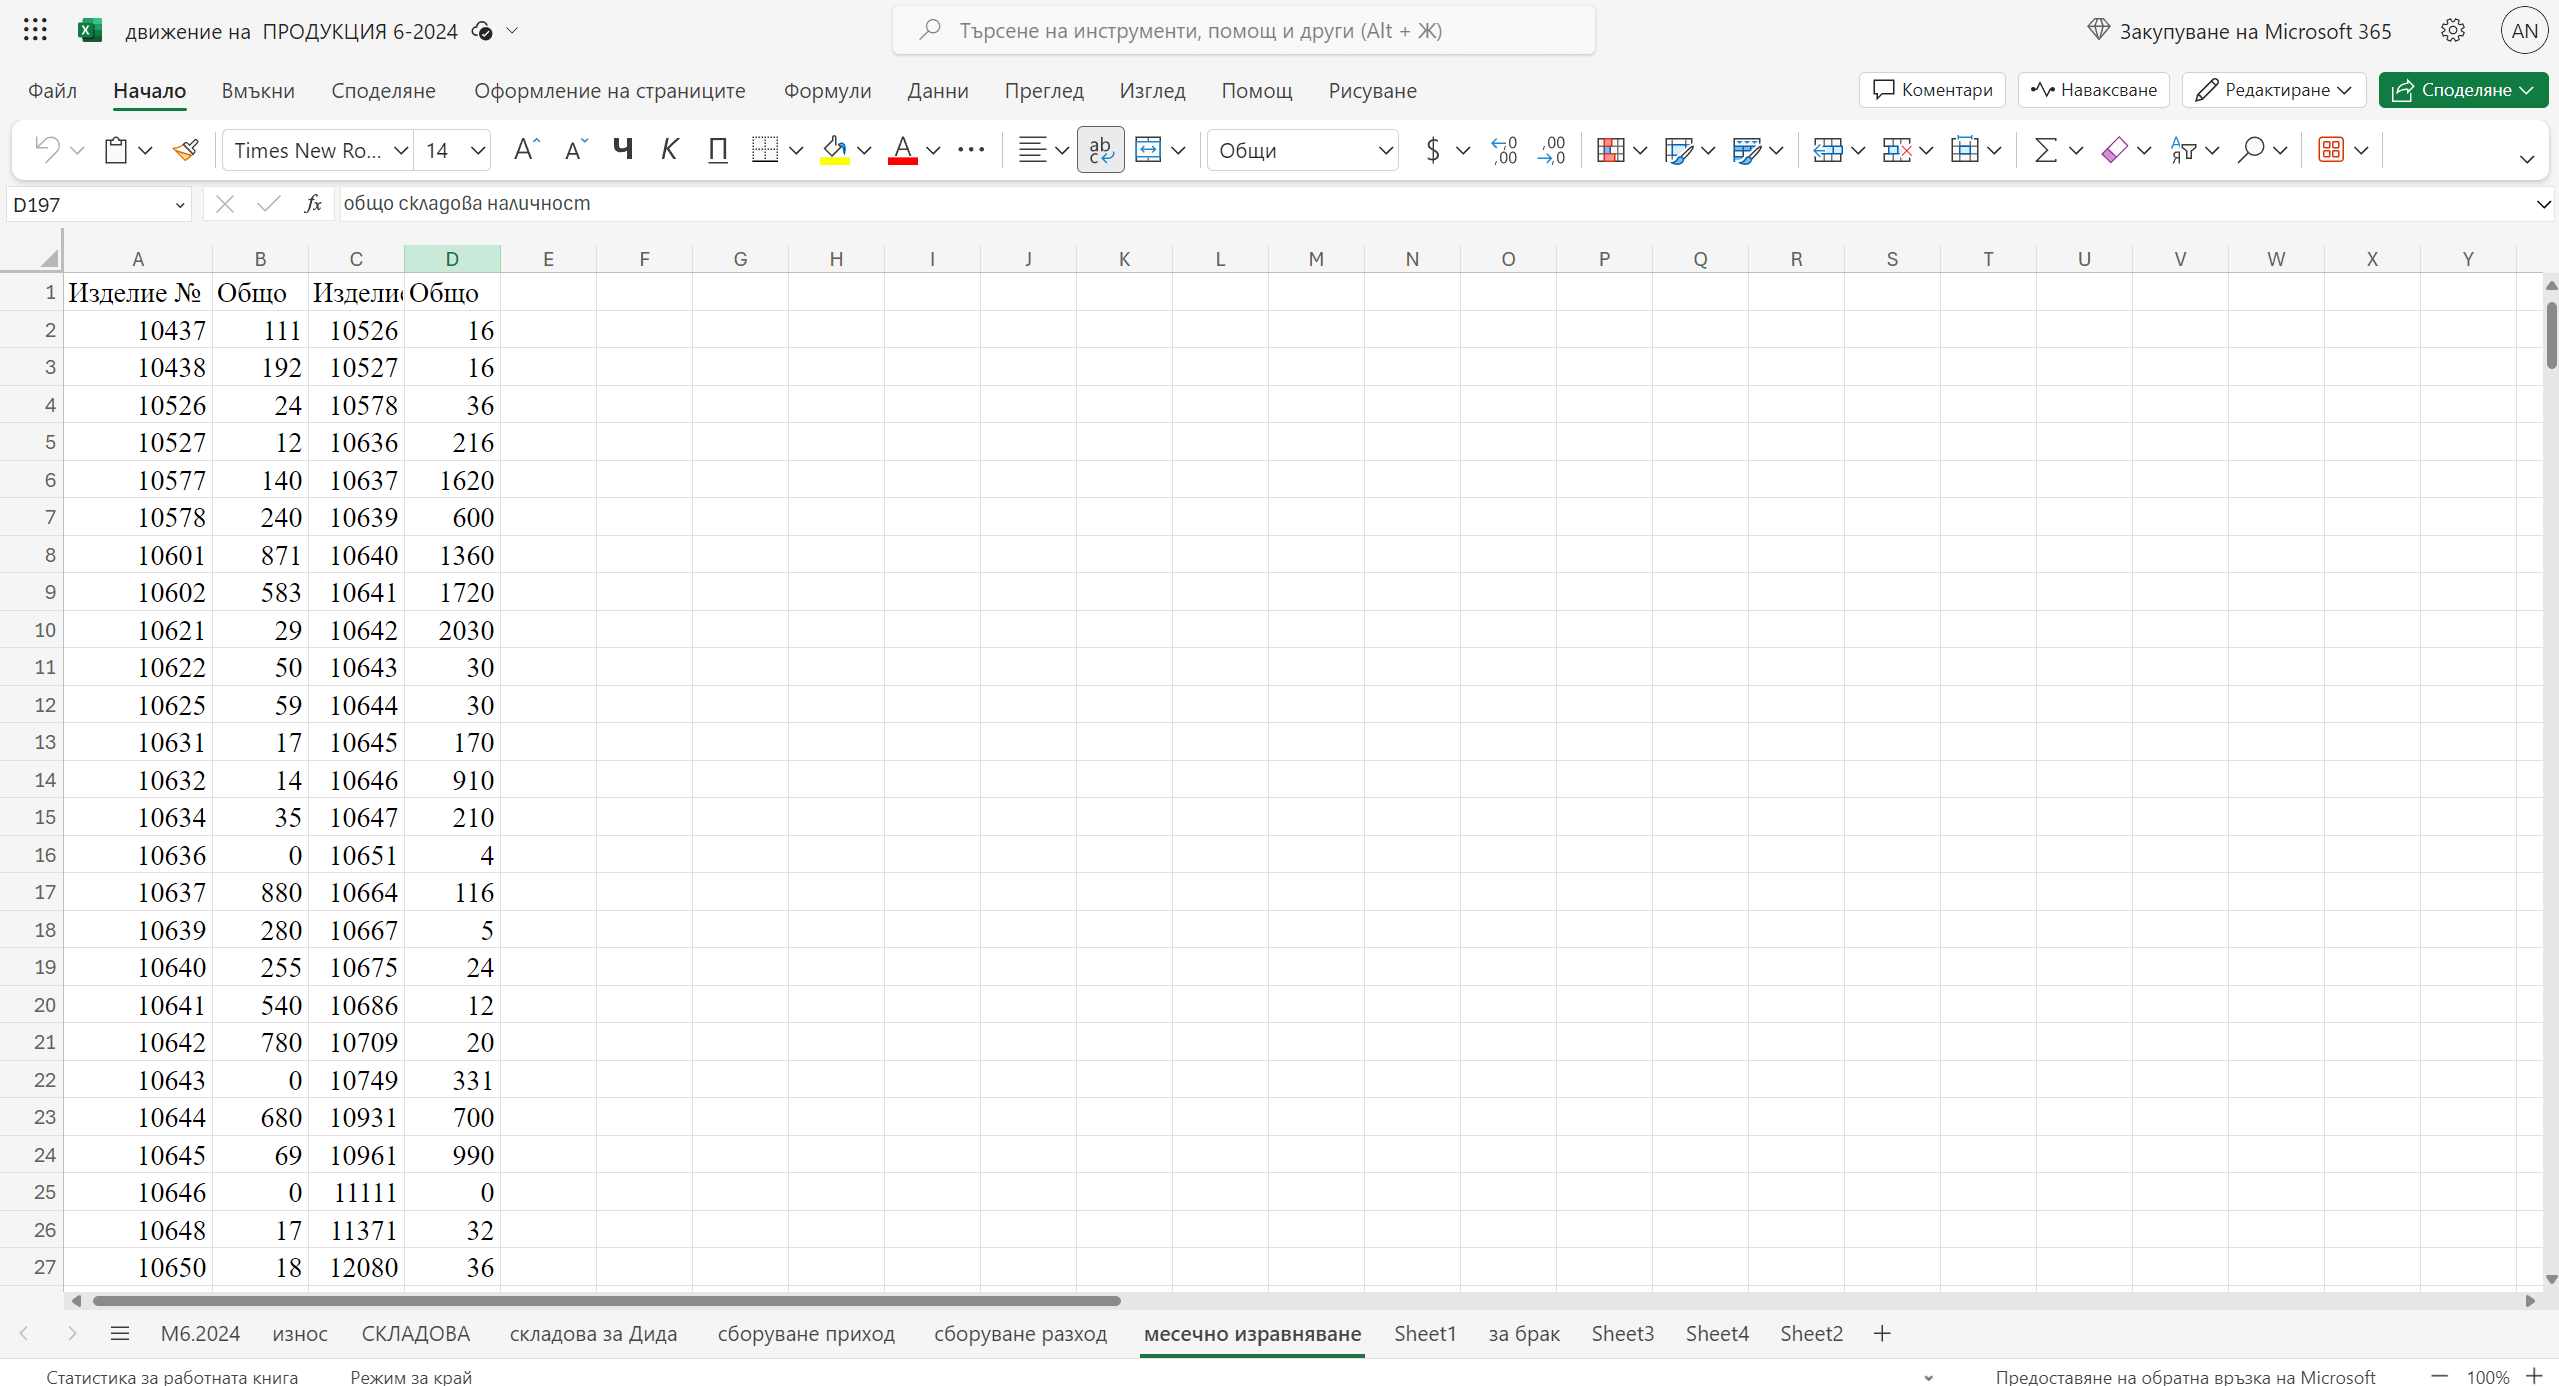 движение на ПРОДУКЦИЯ 6-2024
Търсене на инструменти, помощ и други (Alt + Ж)
Закупуване на Microsoft 365
AN
Файл Начало Вмъкни Споделяне Оформление на страниците Формули Данни Преглед Изглед Помощ Рисуване
Коментари Наваксване Редактиране Споделяне
Times New Ro... 14 Ч К П Общи
D197 fx общо складова наличност
A B C D E F G H I J K L M N O P Q R S T U V W X Y
1 Изделие № Общо Изделие Общо
2 10437 111 10526 16
3 10438 192 10527 16
4 10526 24 10578 36
5 10527 12 10636 216
6 10577 140 10637 1620
7 10578 240 10639 600
8 10601 871 10640 1360
9 10602 583 10641 1720
10 10621 29 10642 2030
11 10622 50 10643 30
12 10625 59 10644 30
13 10631 17 10645 170
14 10632 14 10646 910
15 10634 35 10647 210
16 10636 0 10651 4
17 10637 880 10664 116
18 10639 280 10667 5
19 10640 255 10675 24
20 10641 540 10686 12
21 10642 780 10709 20
22 10643 0 10749 331
23 10644 680 10931 700
24 10645 69 10961 990
25 10646 0 11111 0
26 10648 17 11371 32
27 10650 18 12080 36
М6.2024 износ СКЛАДОВА складова за Дида сборуване приход сборуване разход месечно изравняване Sheet1 за брак Sheet3 Sheet4 Sheet2
Статистика за работната книга Режим за край Предоставяне на обратна връзка на Microsoft 100%